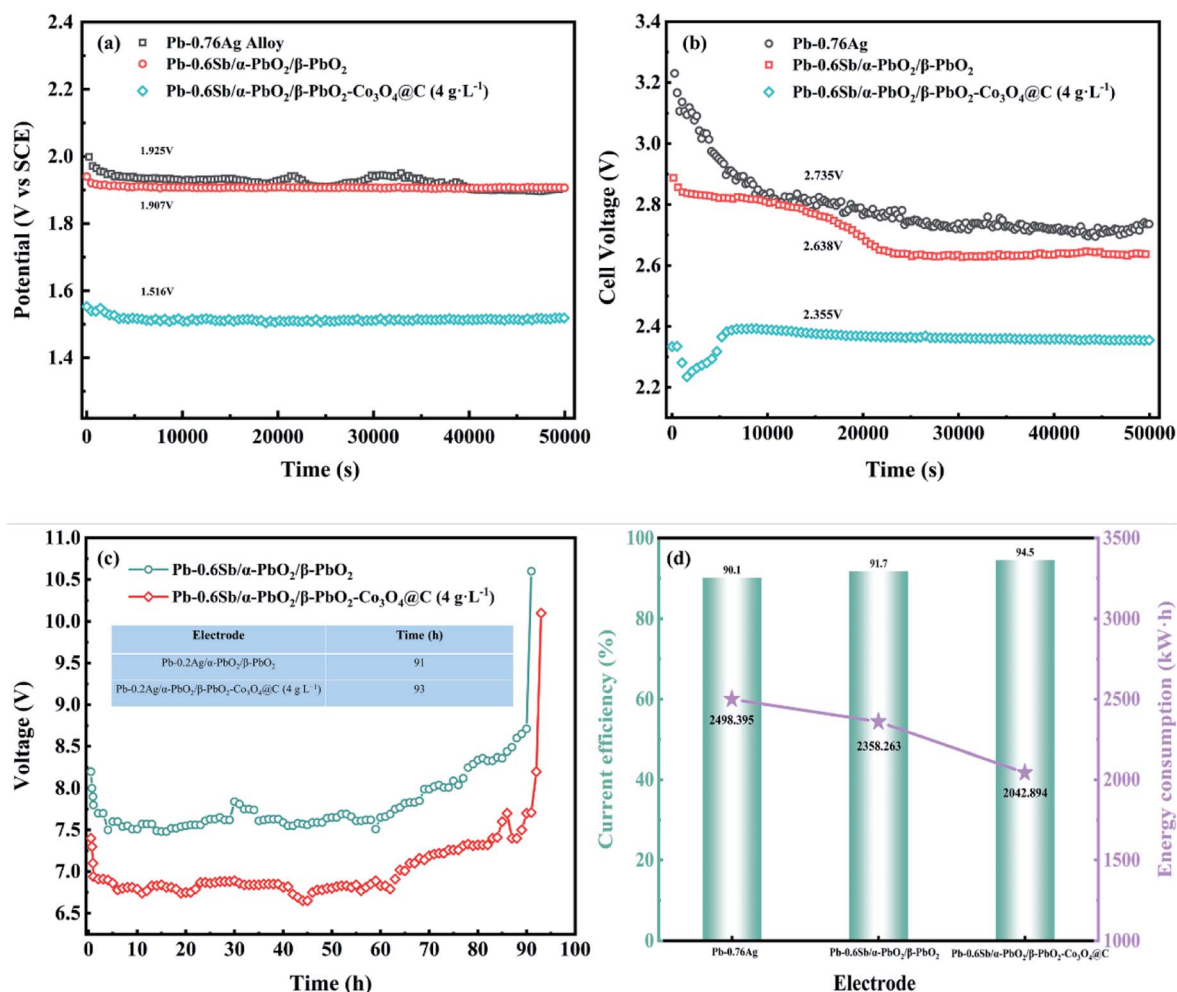 (a)
Pb-0.76Ag Alloy
Pb-0.6Sb/α-PbO₂/β-PbO₂
Pb-0.6Sb/α-PbO₂/β-PbO₂-Co₃O₄@C (4 g·L⁻¹)
2.4
2.2
2.0
1.8
1.6
1.4
Potential (V vs SCE)
1.925V
1.907V
1.516V
0 10000 20000 30000 40000 50000
Time (s)
(b)
Pb-0.76Ag
Pb-0.6Sb/α-PbO₂/β-PbO₂
Pb-0.6Sb/α-PbO₂/β-PbO₂-Co₃O₄@C (4 g·L⁻¹)
3.4
3.2
3.0
2.8
2.6
2.4
2.2
Cell Voltage (V)
2.735V
2.638V
2.355V
0 10000 20000 30000 40000 50000
Time (s)
(c)
Pb-0.6Sb/α-PbO₂/β-PbO₂
Pb-0.6Sb/α-PbO₂/β-PbO₂-Co₃O₄@C (4 g·L⁻¹)
Electrode Time (h)
Pb-0.2Ag/α-PbO₂/β-PbO₂ 91
Pb-0.2Ag/α-PbO₂/β-PbO₂-Co₃O₄@C (4 g L⁻¹) 93
11.0
10.5
10.0
9.5
9.0
8.5
8.0
7.5
7.0
6.5
Voltage (V)
0 10 20 30 40 50 60 70 80 90 100
Time (h)
(d)
100
80
60
40
20
0
Current efficiency (%)
90.1
91.7
94.5
2498.395
2358.263
2042.894
3500
3000
2500
2000
1500
1000
Energy consumption (kW·h)
Pb-0.76Ag
Pb-0.6Sb/α-PbO₂/β-PbO₂
Pb-0.6Sb/α-PbO₂/β-PbO₂-Co₃O₄@C
Electrode